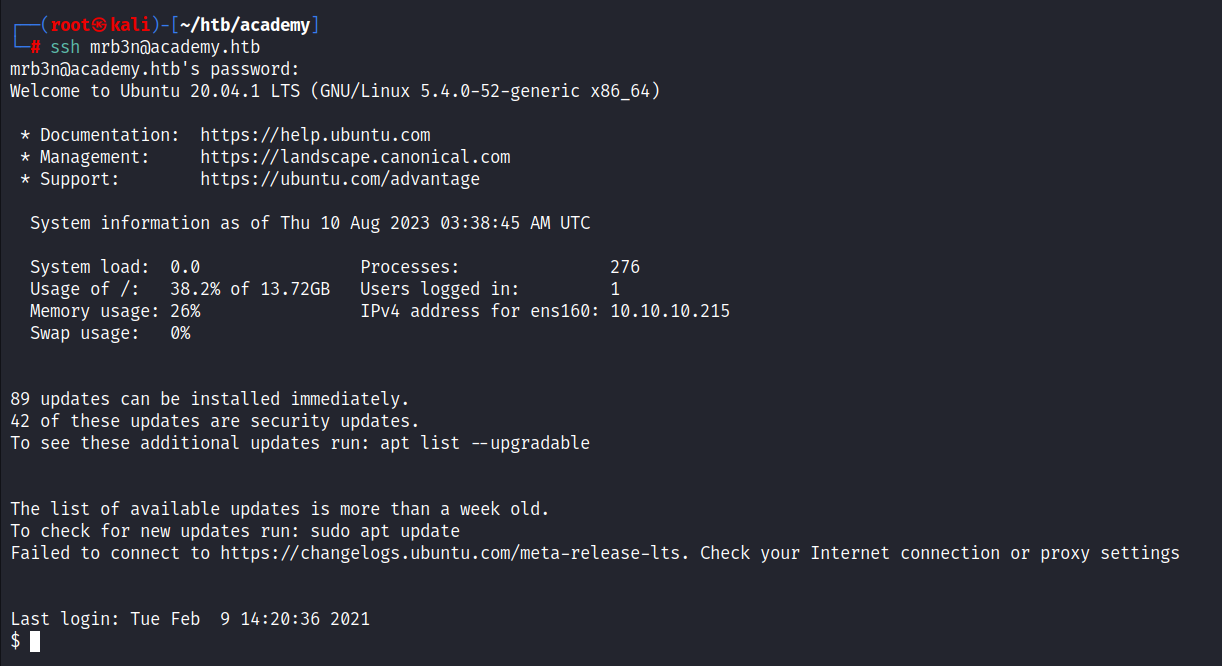 ┌──(root㉿kali)-[~/htb/academy]
└─# ssh mrb3n@academy.htb
mrb3n@academy.htb's password:
Welcome to Ubuntu 20.04.1 LTS (GNU/Linux 5.4.0-52-generic x86_64)
* Documentation:  https://help.ubuntu.com
* Management:     https://landscape.canonical.com
* Support:        https://ubuntu.com/advantage
System information as of Thu 10 Aug 2023 03:38:45 AM UTC
System load:  0.0                Processes:               276
Usage of /:   38.2% of 13.72GB   Users logged in:         1
Memory usage: 26%                IPv4 address for ens160: 10.10.10.215
Swap usage:   0%
89 updates can be installed immediately.
42 of these updates are security updates.
To see these additional updates run: apt list --upgradable
The list of available updates is more than a week old.
To check for new updates run: sudo apt update
Failed to connect to https://changelogs.ubuntu.com/meta-release-lts. Check your Internet connection or proxy settings
Last login: Tue Feb  9 14:20:36 2021
$